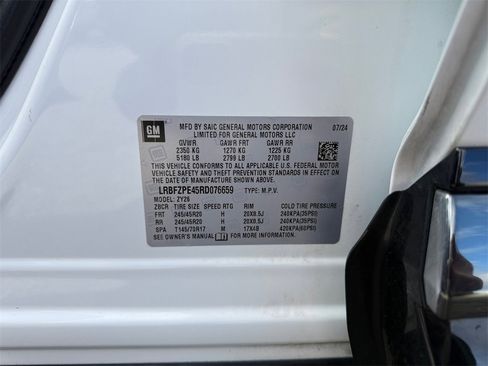 GM
MFD BY SAIC GENERAL MOTORS CORPORATION 07/24
LIMITED FOR GENERAL MOTORS LLC
GVWR GAWR FRT GAWR RR
2350 KG 1270 KG 1225 KG
5180 LB 2799 LB 2700 LB
THIS VEHICLE CONFORMS TO ALL APPLICABLE U.S. FEDERAL MOTOR
VEHICLE SAFETY AND THEFT PREVENTION STANDARDS IN EFFECT
ON THE DATE OF MANUFACTURE SHOWN ABOVE.
LRBFZPE45RD076659 TYPE: M.P.V.
MODEL: ZY26
ZBCR TIRE SIZE SPEED RTG RIM COLD TIRE PRESSURE
FRT 245/45R20 H 20X8.5J 240KPA(35PSI)
RR 245/45R20 H 20X8.5J 240KPA(35PSI)
SPA T145/70R17 M 17X4B 420KPA(60PSI)
SEE OWNER'S MANUAL FOR ADDITIONAL INFORMATION